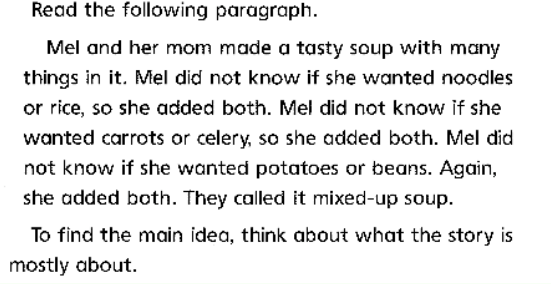 Read the following paragraph.
Mel and her mom made a tasty soup with many
things in it. Mel did not know if she wanted noodles
or rice, so she added both. Mel did not know if she
wanted carrots or celery, so she added both. Mel did
not know if she wanted potatoes or beans. Again,
she added both. They called it mixed-up soup.
To find the main idea, think about what the story is
mostly about.